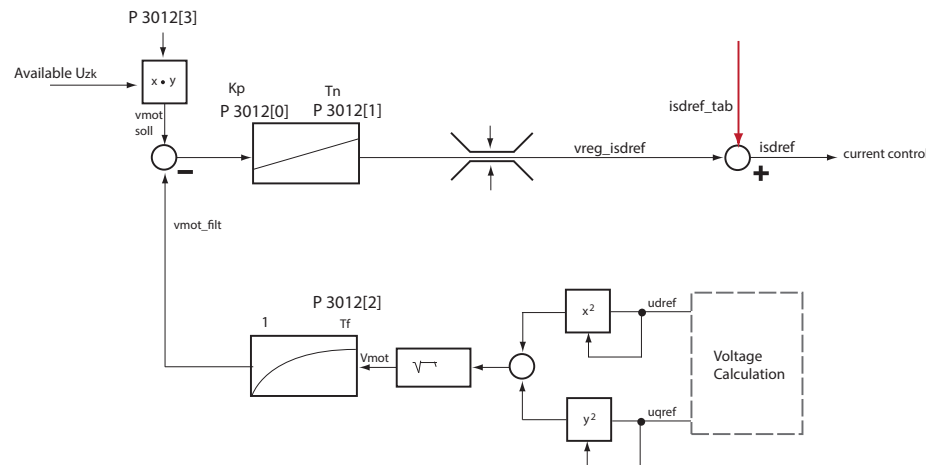 P 3012[3]
Available Uzk
x • y
vmot
soll
Kp
P 3012[0]
Tn
P 3012[1]
isdref_tab
vreg_isdref
isdref
current control
vmot_filt
P 3012[2]
1
Tf
Vmot
√
x²
udref
Voltage
Calculation
y²
uqref